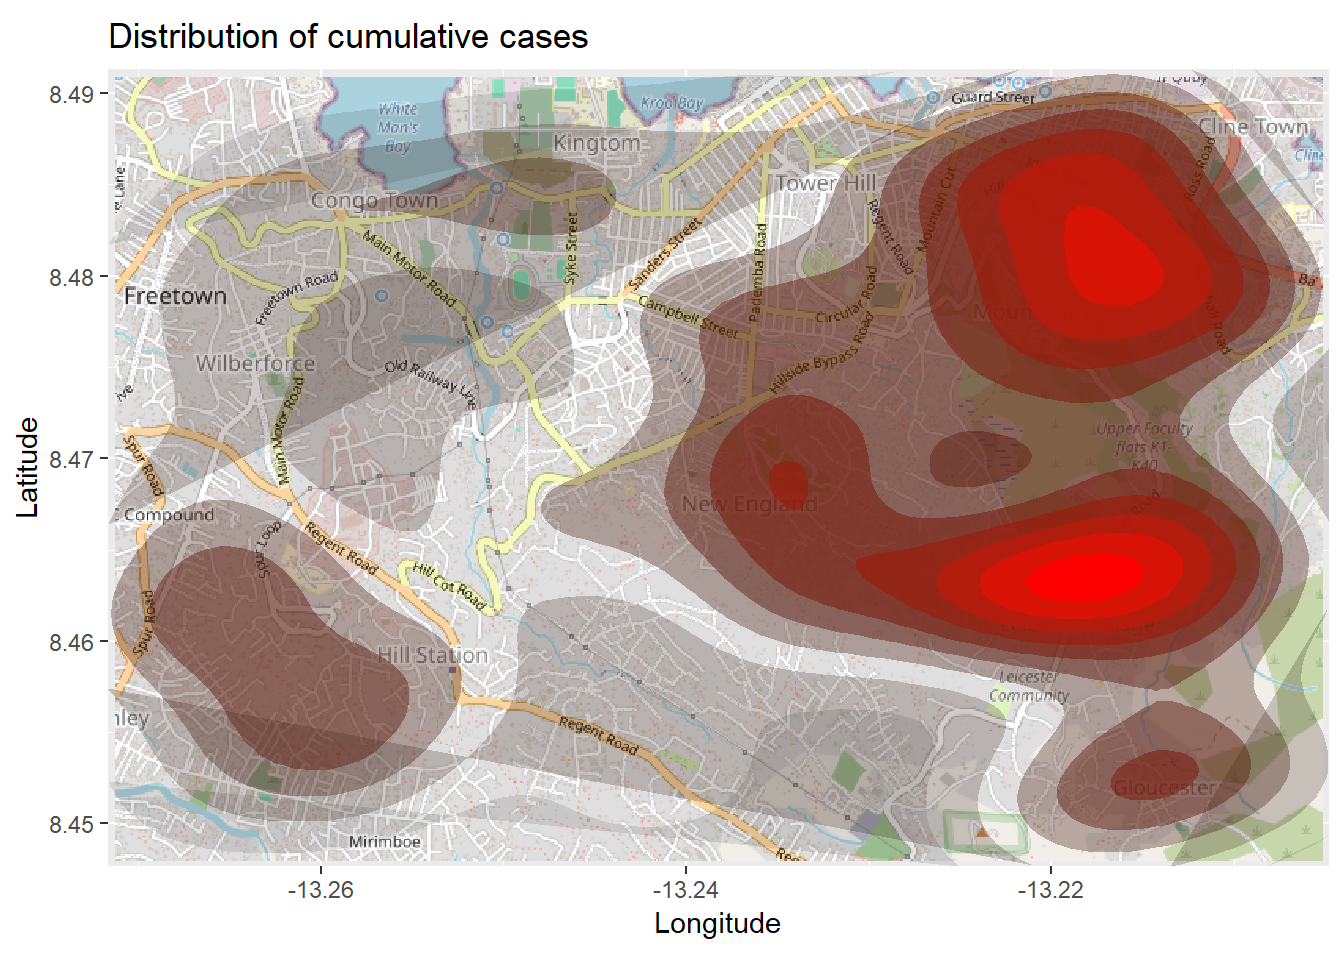 Distribution of cumulative cases
8.49
8.48
8.47
8.46
8.45
Latitude
White
Man's
Bay
Kroo Bay
Guard Street
Cline Town
Kingtom
Congo Town
Tower Hill
Ross Road
Mountain Cut
Regent Road
Syke Street
Sanders Street
Pademba Road
Main Motor Road
Freetown
Freetown Road
Campbell Street
Circular Road
Wilberforce
Old Railway Line
Hillside Bypass Road
Main Motor Road
Upper Faculty
flats K1-
K40
Spur Road
Compound
Spur Loop
New England
Regent Road
Hill Cot Road
Spur Road
Hill Station
Leicester
Community
Regent Road
Gloucester
Mirimboe
-13.26
-13.24
-13.22
Longitude